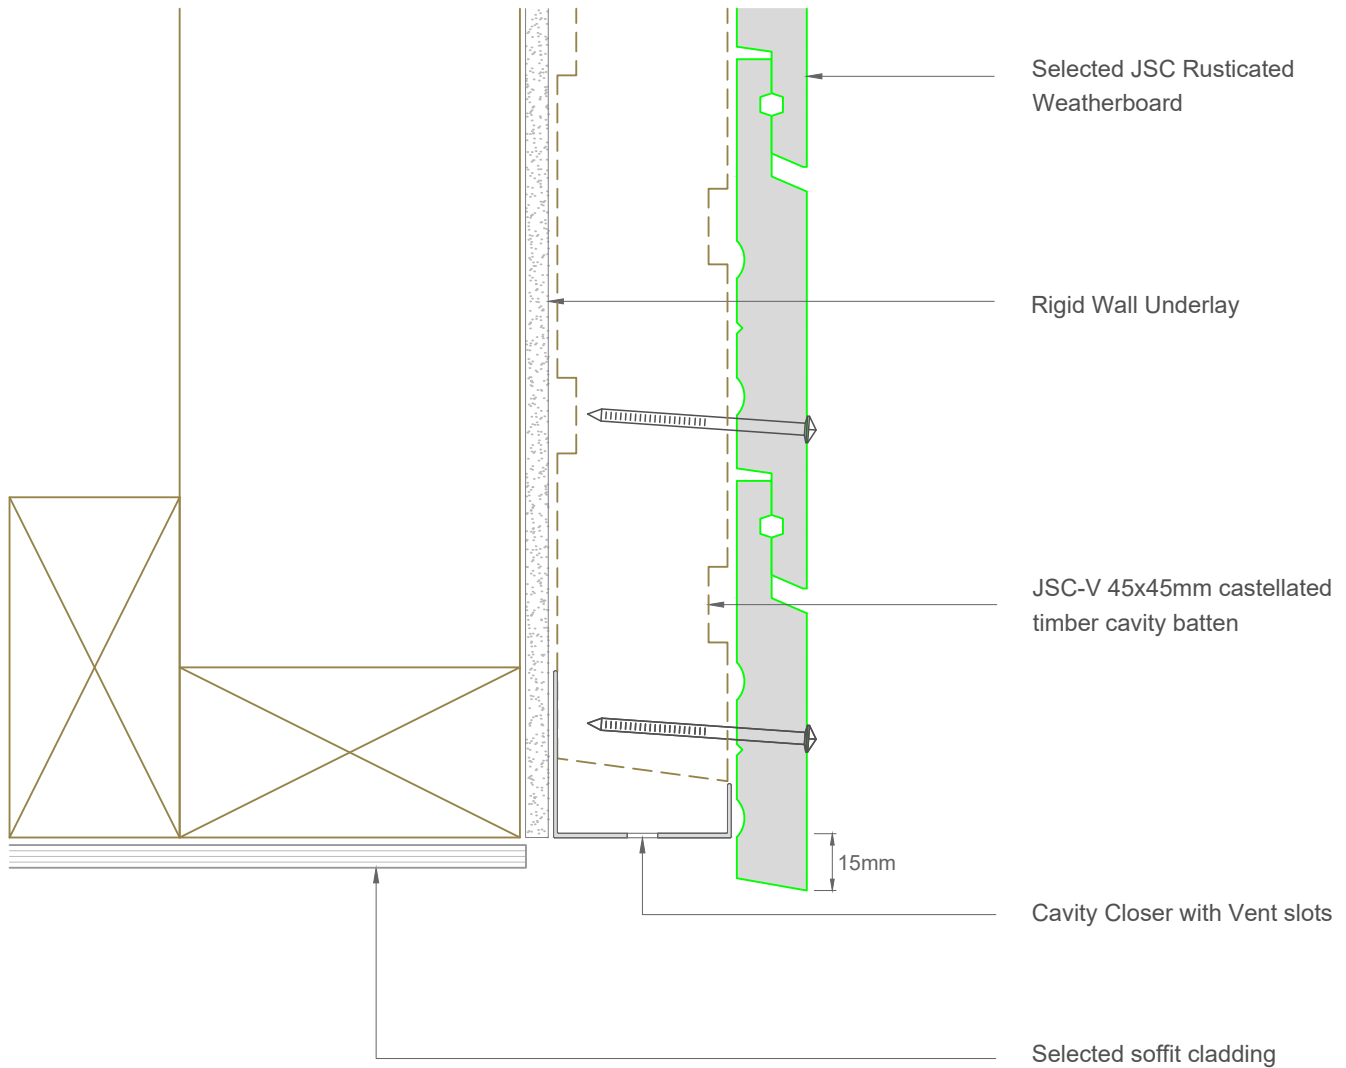 Selected JSC Rusticated
Weatherboard
Rigid Wall Underlay
JSC-V 45x45mm castellated
timber cavity batten
15mm
Cavity Closer with Vent slots
Selected soffit cladding